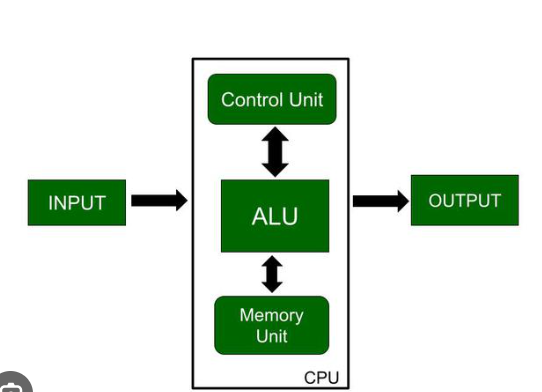 Control Unit
INPUT
ALU
OUTPUT
Memory
Unit
CPU